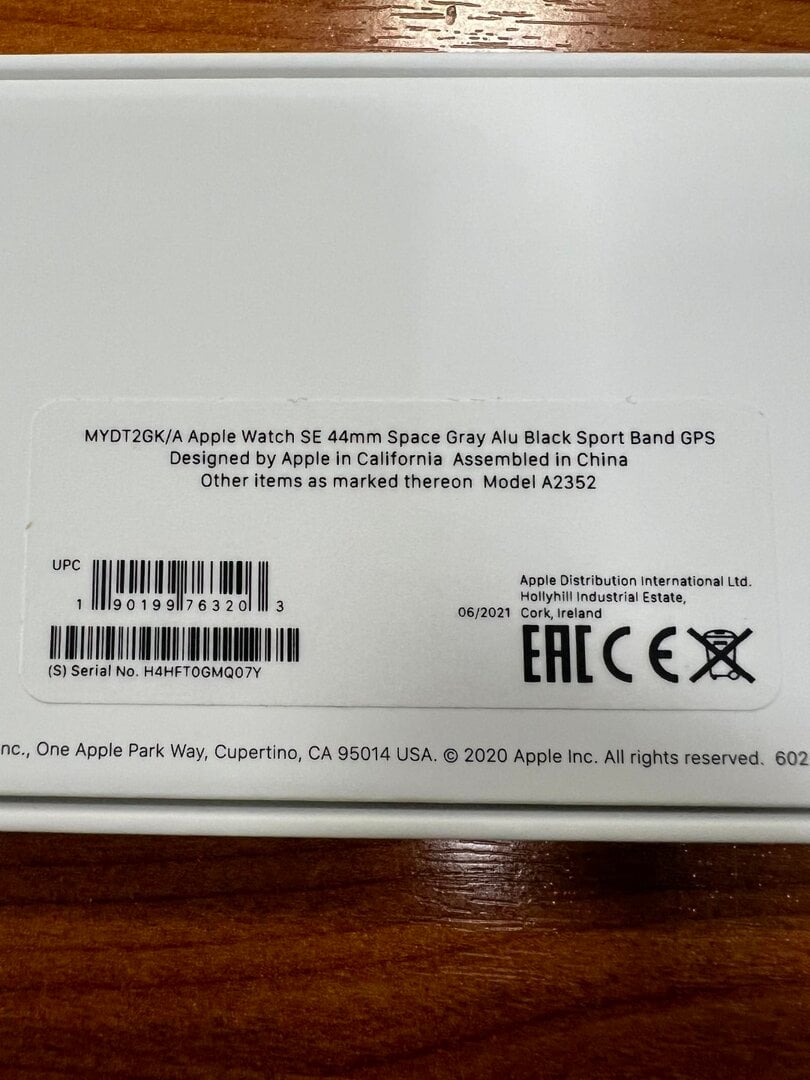 MYDT2GK/A Apple Watch SE 44mm Space Gray Alu Black Sport Band GPS
Designed by Apple in California Assembled in China
Other items as marked thereon Model A2352
UPC
1 90199 76320 3
(S) Serial No. H4HFT0GMQ07Y
Apple Distribution International Ltd.
Hollyhill Industrial Estate,
06/2021 Cork, Ireland
EAC CE
nc., One Apple Park Way, Cupertino, CA 95014 USA. © 2020 Apple Inc. All rights reserved. 602